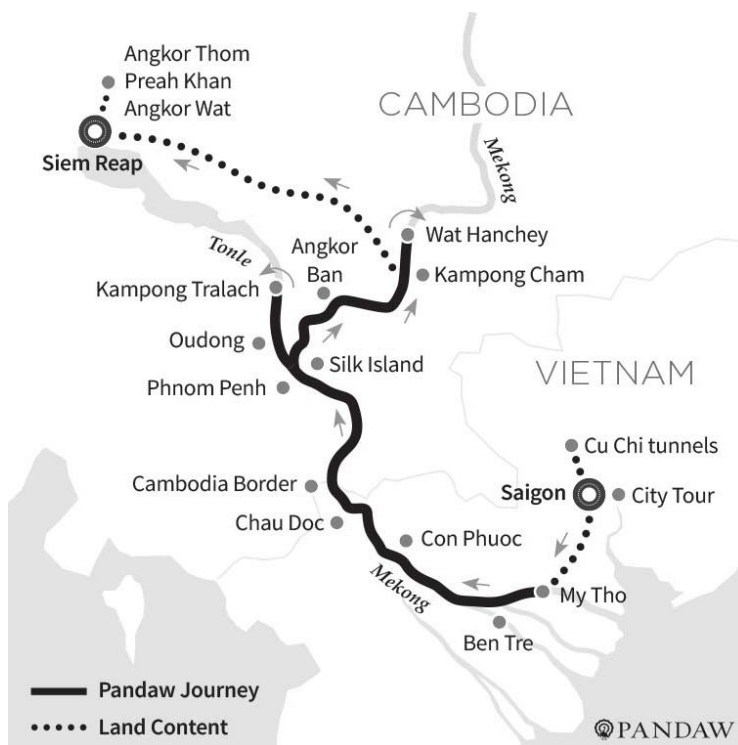 Angkor Thom
Preah Khan
Angkor Wat
Siem Reap
CAMBODIA
Mekong
Tonle
Angkor
Ban
Wat Hanchey
Kampong Cham
Kampong Tralach
Oudong
Silk Island
Phnom Penh
VIETNAM
Cu Chi tunnels
Saigon
City Tour
Cambodia Border
Chau Doc
Con Phuoc
Mekong
My Tho
Ben Tre
Pandaw Journey
Land Content
PANDAW